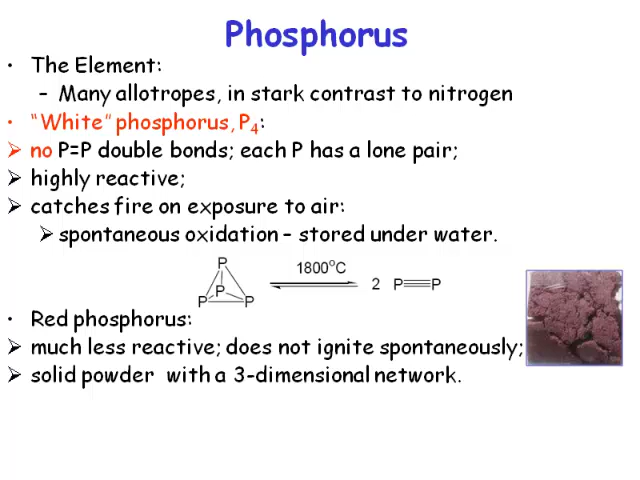 Phosphorus
• The Element:
– Many allotropes, in stark contrast to nitrogen
• “White” phosphorus, P₄:
➢ no P=P double bonds; each P has a lone pair;
➢ highly reactive;
➢ catches fire on exposure to air:
➢ spontaneous oxidation – stored under water.
P
P P P
1800°C
2 P≡P
• Red phosphorus:
➢ much less reactive; does not ignite spontaneously;
➢ solid powder with a 3-dimensional network.